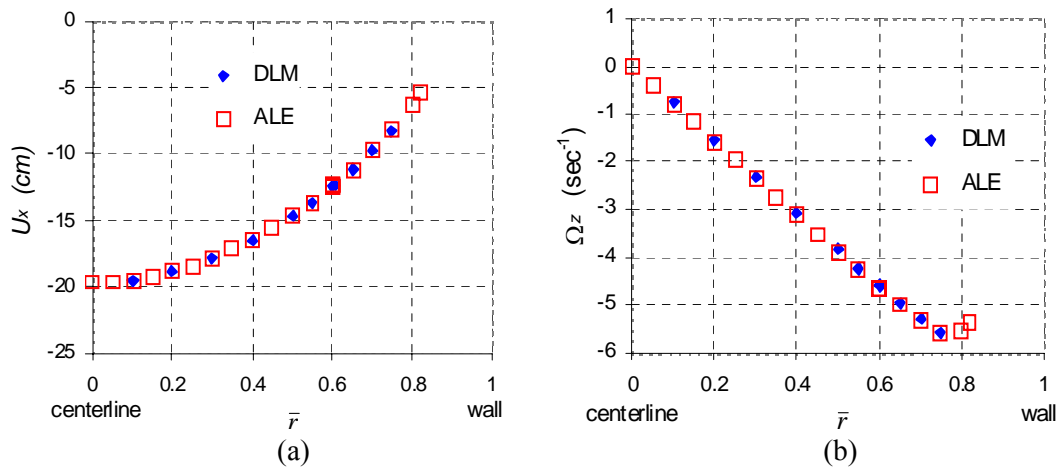 0
-5
-10
-15
-20
-25
Ux (cm)
DLM
ALE
0 0.2 0.4 0.6 0.8 1
centerline r̄ wall
(a)
0
-1
-2
-3
-4
-5
-6
Ωz (sec-1)
DLM
ALE
0 0.2 0.4 0.6 0.8 1
centerline r̄ wall
(b)